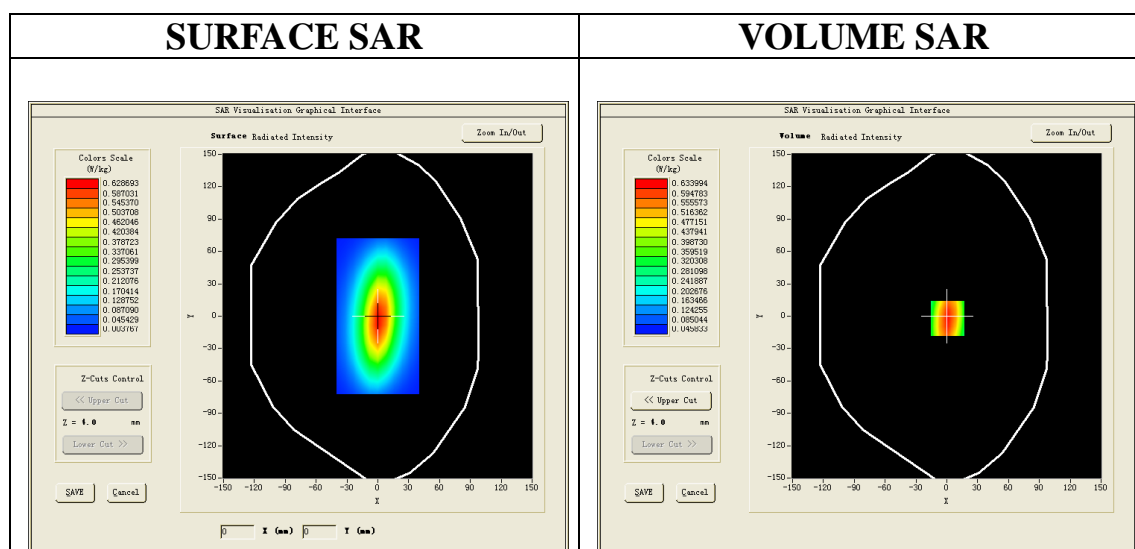 SURFACE SAR
VOLUME SAR
SAR Visualisation Graphical Interface
Surface Radiated Intensity
Zoom In/Out
Colors Scale
(W/kg)
0.628693
0.587031
0.545370
0.503708
0.462046
0.420384
0.378723
0.337061
0.295399
0.253737
0.212076
0.170414
0.128752
0.087090
0.045429
0.003767
150
120
90
60
30
0
-30
-60
-90
-120
-150
Y
-150 -120 -90 -60 -30 0 30 60 90 120 150
X
Z-Cuts Control
<< Upper Cut
Z = 4.0 mm
Lower Cut >>
SAVE Cancel
0 X (mm) 0 Y (mm)
SAR Visualisation Graphical Interface
Volume Radiated Intensity
Zoom In/Out
Colors Scale
(W/kg)
0.633994
0.594783
0.555573
0.516362
0.477151
0.437941
0.398730
0.359519
0.320308
0.281098
0.241887
0.202676
0.163466
0.124255
0.085044
0.045833
150
120
90
60
30
0
-30
-60
-90
-120
-150
Y
-150 -120 -90 -60 -30 0 30 60 90 120 150
X
Z-Cuts Control
<< Upper Cut
Z = 4.0 mm
Lower Cut >>
SAVE Cancel